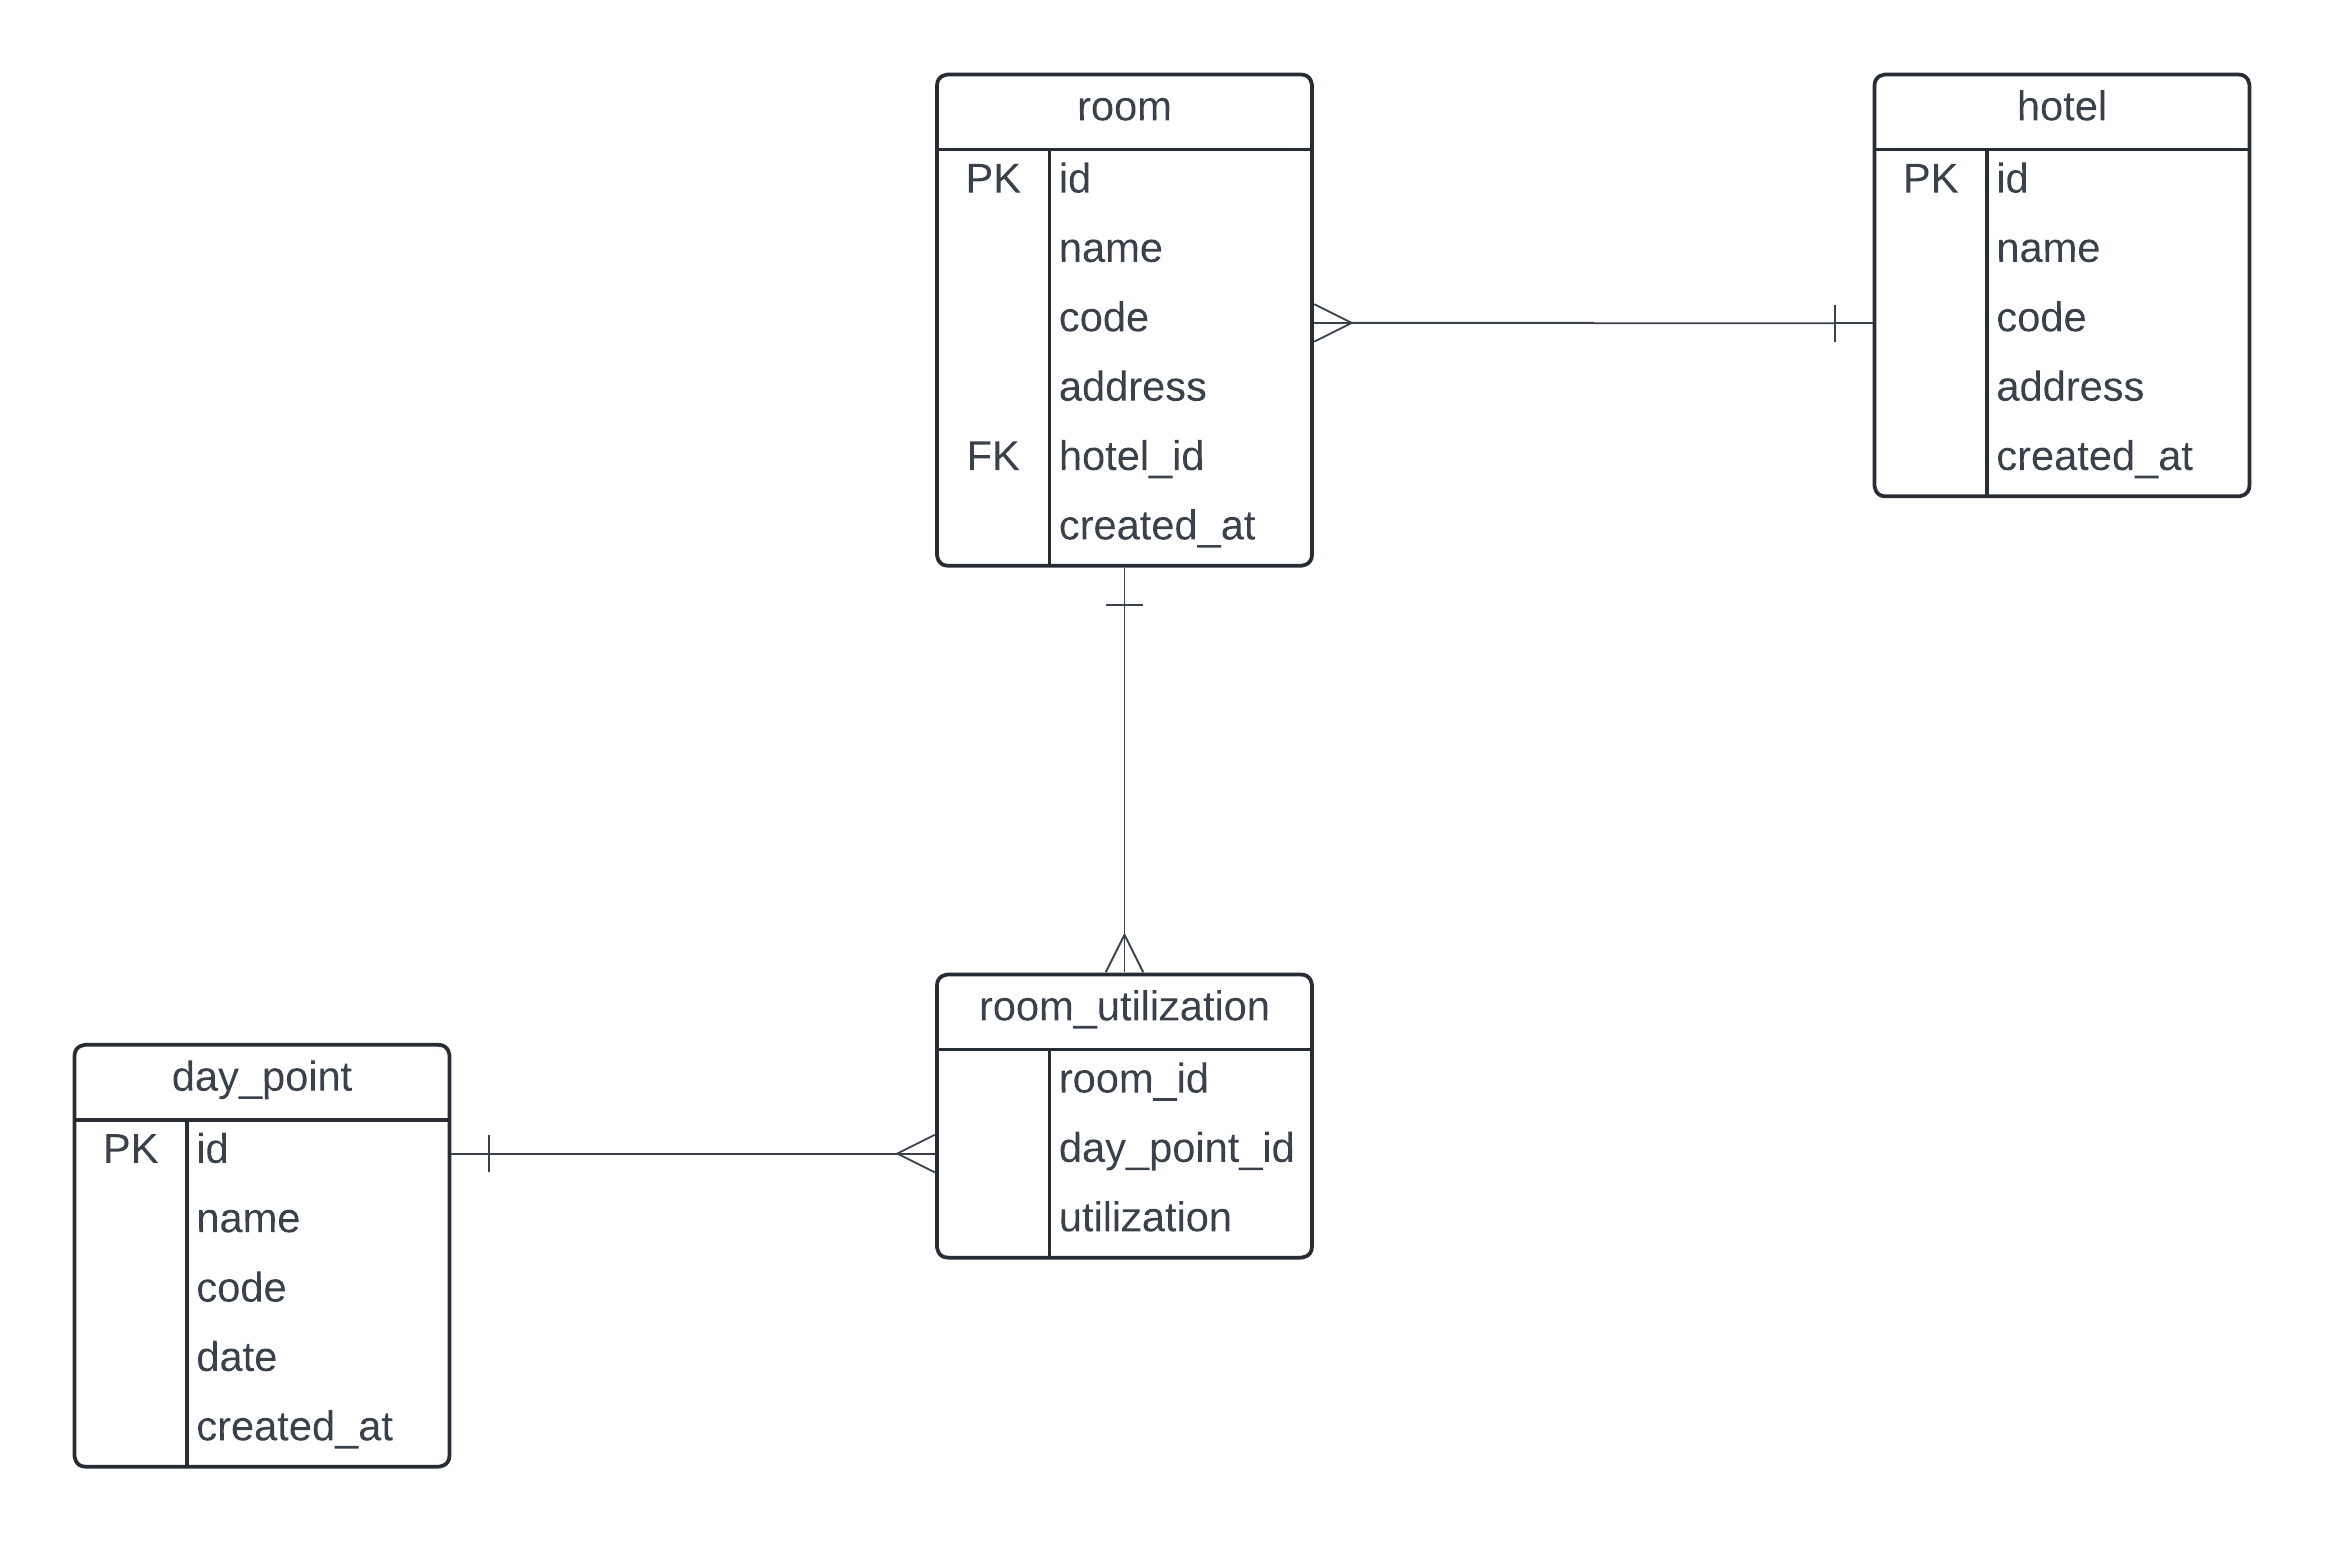 room
PK id
name
code
address
FK hotel_id
created_at
hotel
PK id
name
code
address
created_at
room_utilization
room_id
day_point_id
utilization
day_point
PK id
name
code
date
created_at